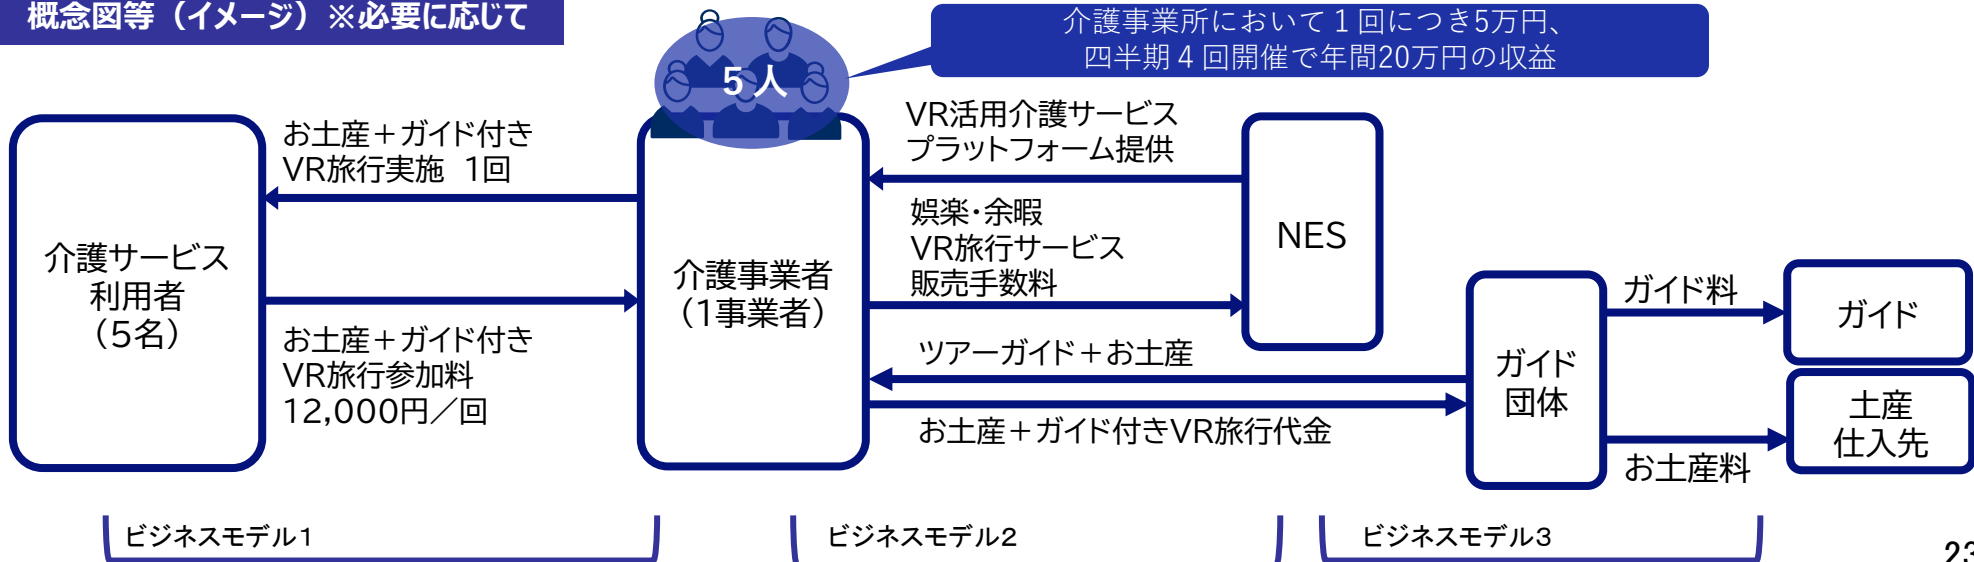 概念図等（イメージ）※必要に応じて
介護事業所において１回につき5万円、
四半期４回開催で年間20万円の収益
5人
お土産＋ガイド付き
VR旅行実施 1回
介護サービス
利用者
（5名）
お土産＋ガイド付き
VR旅行参加料
12,000円／回
介護事業者
（1事業者）
VR活用介護サービス
プラットフォーム提供
娯楽・余暇
VR旅行サービス
販売手数料
NES
ツアーガイド＋お土産
お土産＋ガイド付きVR旅行代金
ガイド
団体
ガイド料
ガイド
お土産料
土産
仕入先
ビジネスモデル1
ビジネスモデル2
ビジネスモデル3
23